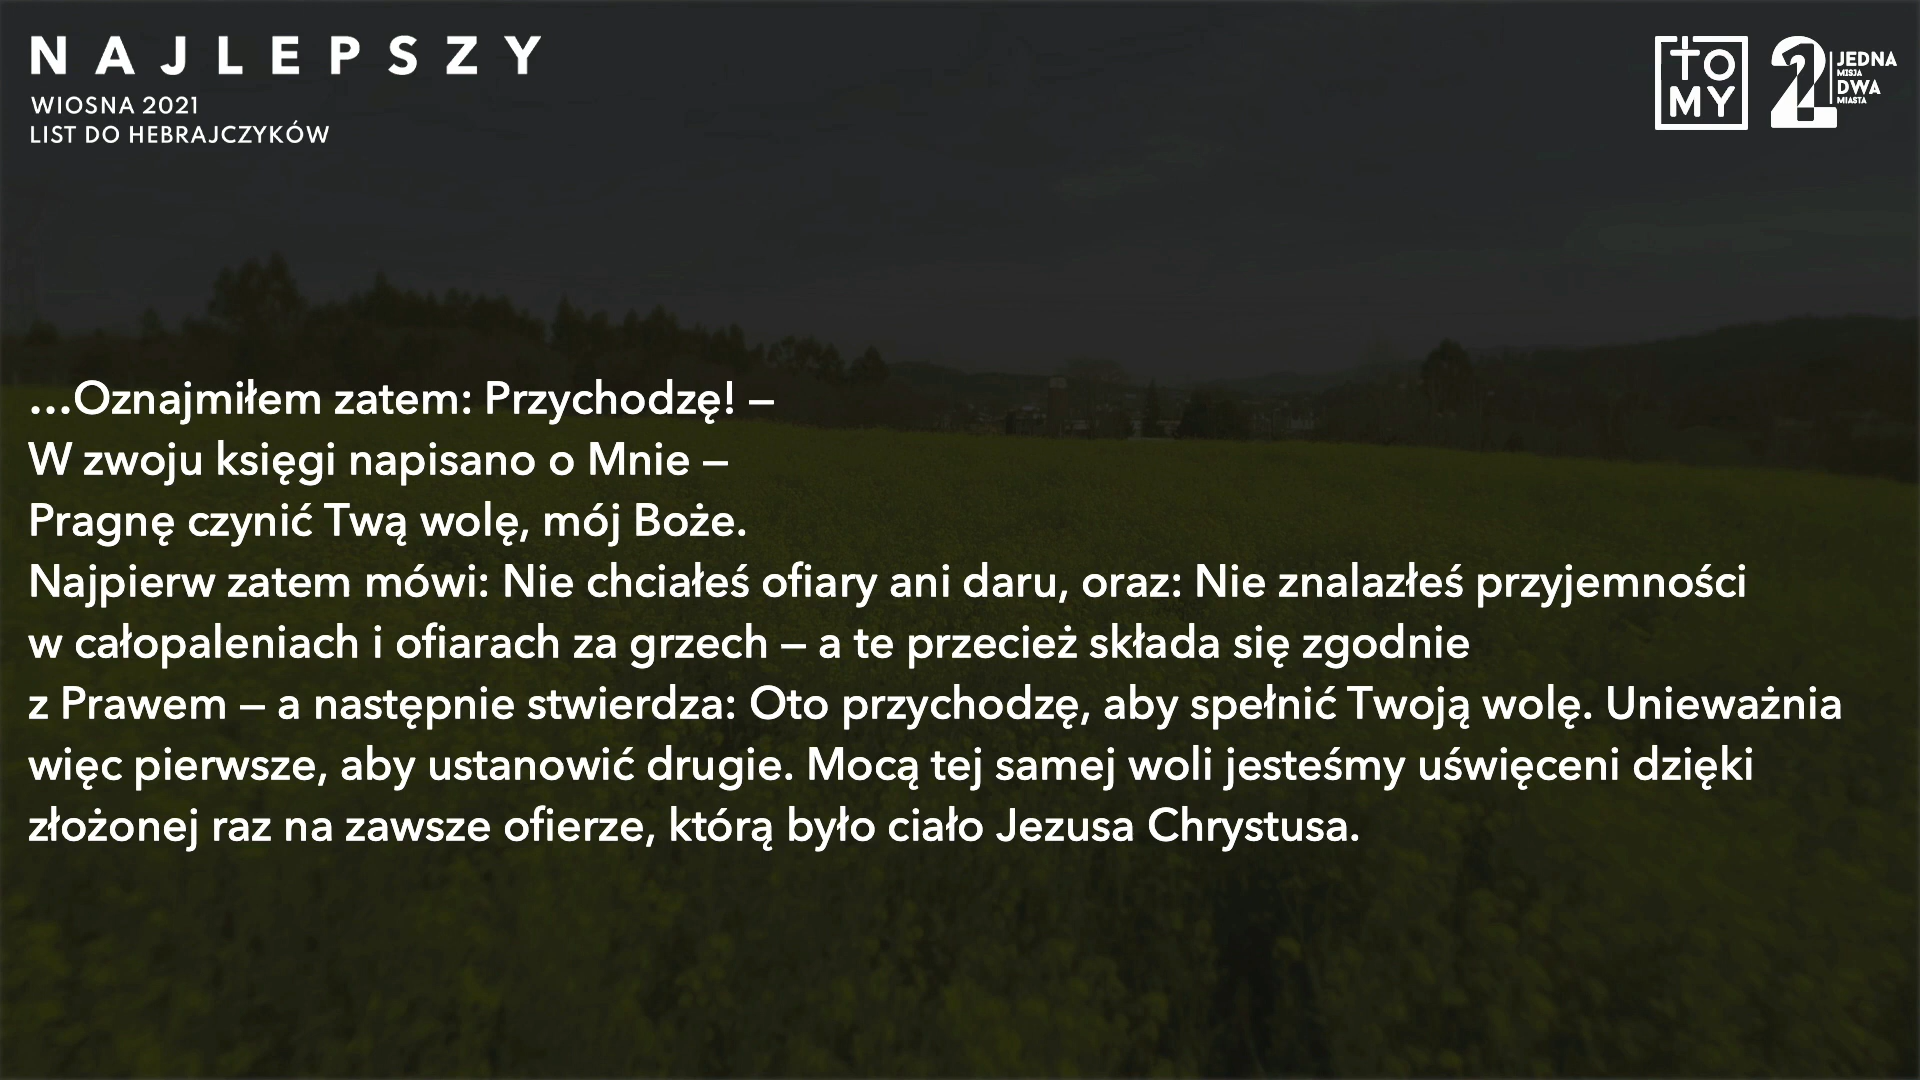 NAJLEPSZY
WIOSNA 2021
LIST DO HEBRAJCZYKÓW
TO
MY
2
JEDNA
MISJA
DWA
MIASTA
...Oznajmiłem zatem: Przychodzę! –
W zwoju księgi napisano o Mnie –
Pragnę czynić Twą wolę, mój Boże.
Najpierw zatem mówi: Nie chciałeś ofiary ani daru, oraz: Nie znalazłeś przyjemności
w całopaleniach i ofiarach za grzech – a te przecież składa się zgodnie
z Prawem – a następnie stwierdza: Oto przychodzę, aby spełnić Twoją wolę. Unieważnia
więc pierwsze, aby ustanowić drugie. Mocą tej samej woli jesteśmy uświęceni dzięki
złożonej raz na zawsze ofierze, którą było ciało Jezusa Chrystusa.